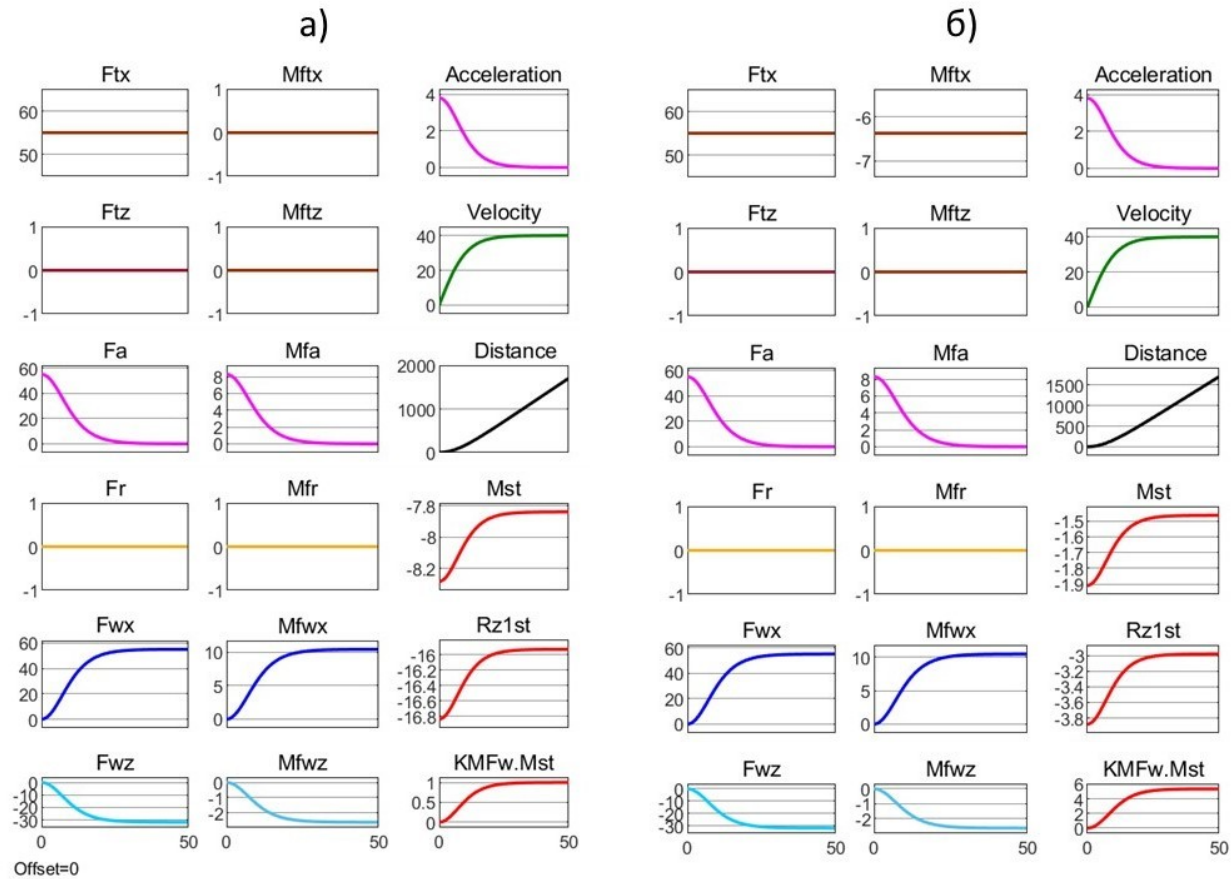 а) б)
Ftx Mftx Acceleration Ftx Mftx Acceleration
60 1 4 60 -6 4
50 0 2 50 -7 2
-1 0 0
Ftz Mftz Velocity Ftz Mftz Velocity
1 1 40 1 1 40
0 0 20 0 0 20
-1 -1 0 -1 -1 0
Fa Mfa Distance Fa Mfa Distance
60 8 2000 60 8 1500
40 6 1000 40 6 1000
20 4 0 20 4 500
0 2 0 2 0
0 0
Fr Mfr Mst Fr Mfr Mst
1 1 -7.8 1 1 -1.5
0 0 -8 0 0 -1.6
-1 -1 -8.2 -1 -1 -1.7
-1.8
-1.9
Fwx Mfwx Rz1st Fwx Mfwx Rz1st
60 10 -16 60 10 -3
40 5 -16.2 40 5 -3.2
20 0 -16.4 20 0 -3.4
0 -16.6 0 -3.6
-16.8 -3.8
Fwz Mfwz KMFw.Mst Fwz Mfwz KMFw.Mst
0 0 1 0 0 6
-10 -1 0.5 -10 -1 4
-20 -2 0 -20 -2 2
-30 -30 0
0 50 0 50 0 50 0 50 0 50 0 50
Offset=0